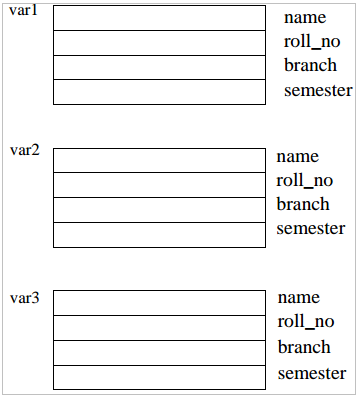 var1
name
roll_no
branch
semester
var2
name
roll_no
branch
semester
var3
name
roll_no
branch
semester